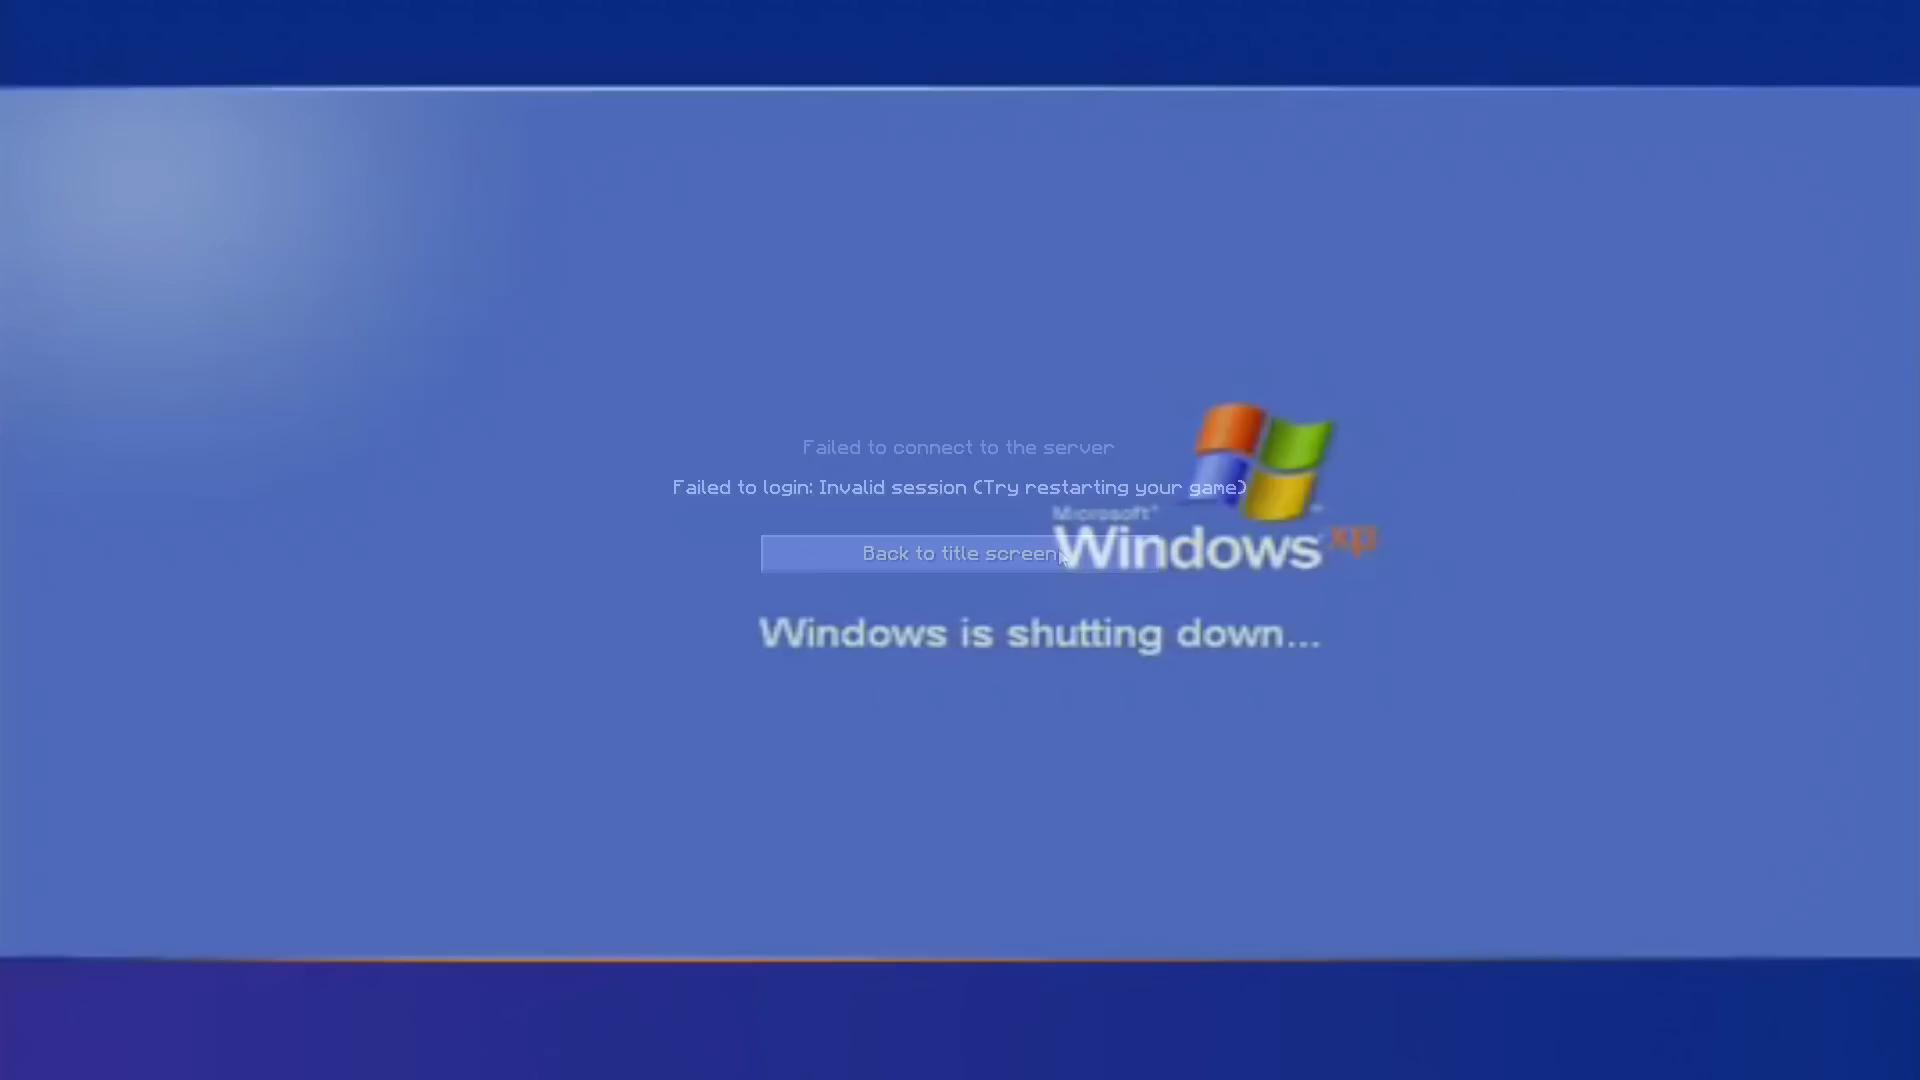 Failed to connect to the server
Failed to login: Invalid session (Try restarting your game)
Microsoft
Windows xp
Back to title screen
Windows is shutting down...